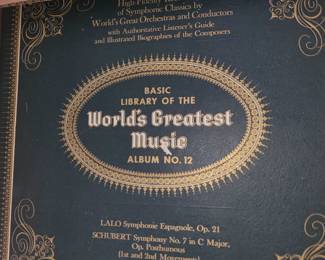 High-Fidelity
of Symphonic Classics by
World's Great Orchestras and Conductors
with Authoritative Listener's Guide
and Illustrated Biographies of the Composers
BASIC
LIBRARY OF THE
World's Greatest
Music
ALBUM NO. 12
LALO Symphonie Espagnole, Op. 21
SCHUBERT Symphony No. 7 in C Major,
Op. Posthumous
(1st and 2nd Movements)